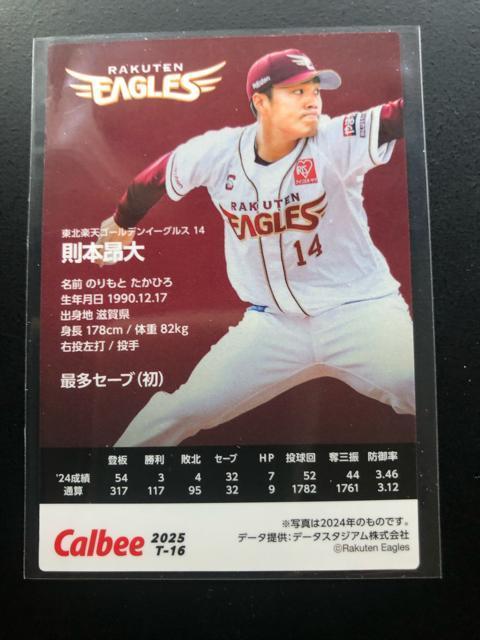 RAKUTEN
EAGLES
Rakuten
RAKUTEN
EAGLES
14
東北楽天ゴールデンイーグルス 14
則本昂大
名前 のりもと たかひろ
生年月日 1990.12.17
出身地 滋賀県
身長 178cm / 体重 82kg
右投左打 / 投手
最多セーブ(初)
登板 勝利 敗北 セーブ HP 投球回 奪三振 防御率
'24成績 54 3 4 32 7 52 44 3.46
通算 317 117 95 32 9 1782 1761 3.12
Calbee 2025
T-16
※写真は2024年のものです。
データ提供:データスタジアム株式会社
©Rakuten Eagles